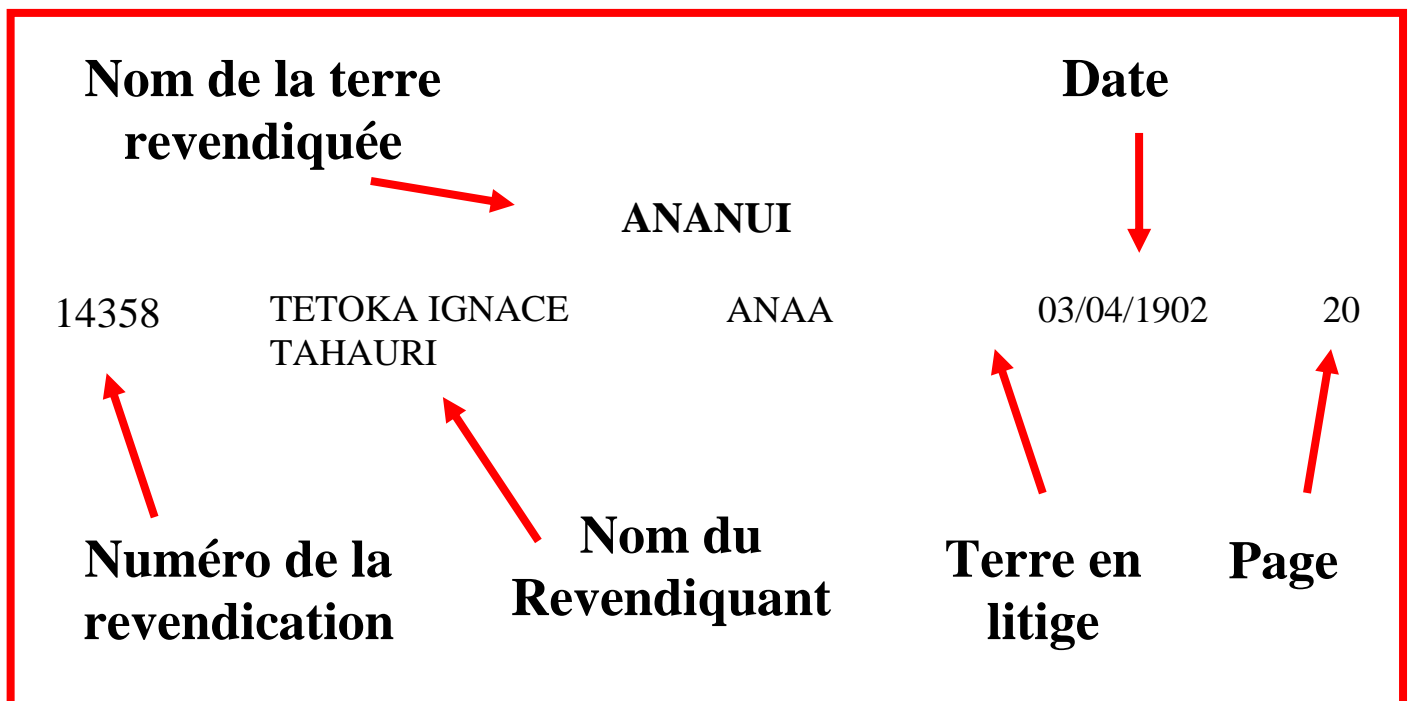 Nom de la terre
revendiquée
Date
ANANUI
14358 TETOKA IGNACE ANAA 03/04/1902 20
TAHAURI
Numéro de la
revendication
Nom du
Revendiquant
Terre en
litige
Page